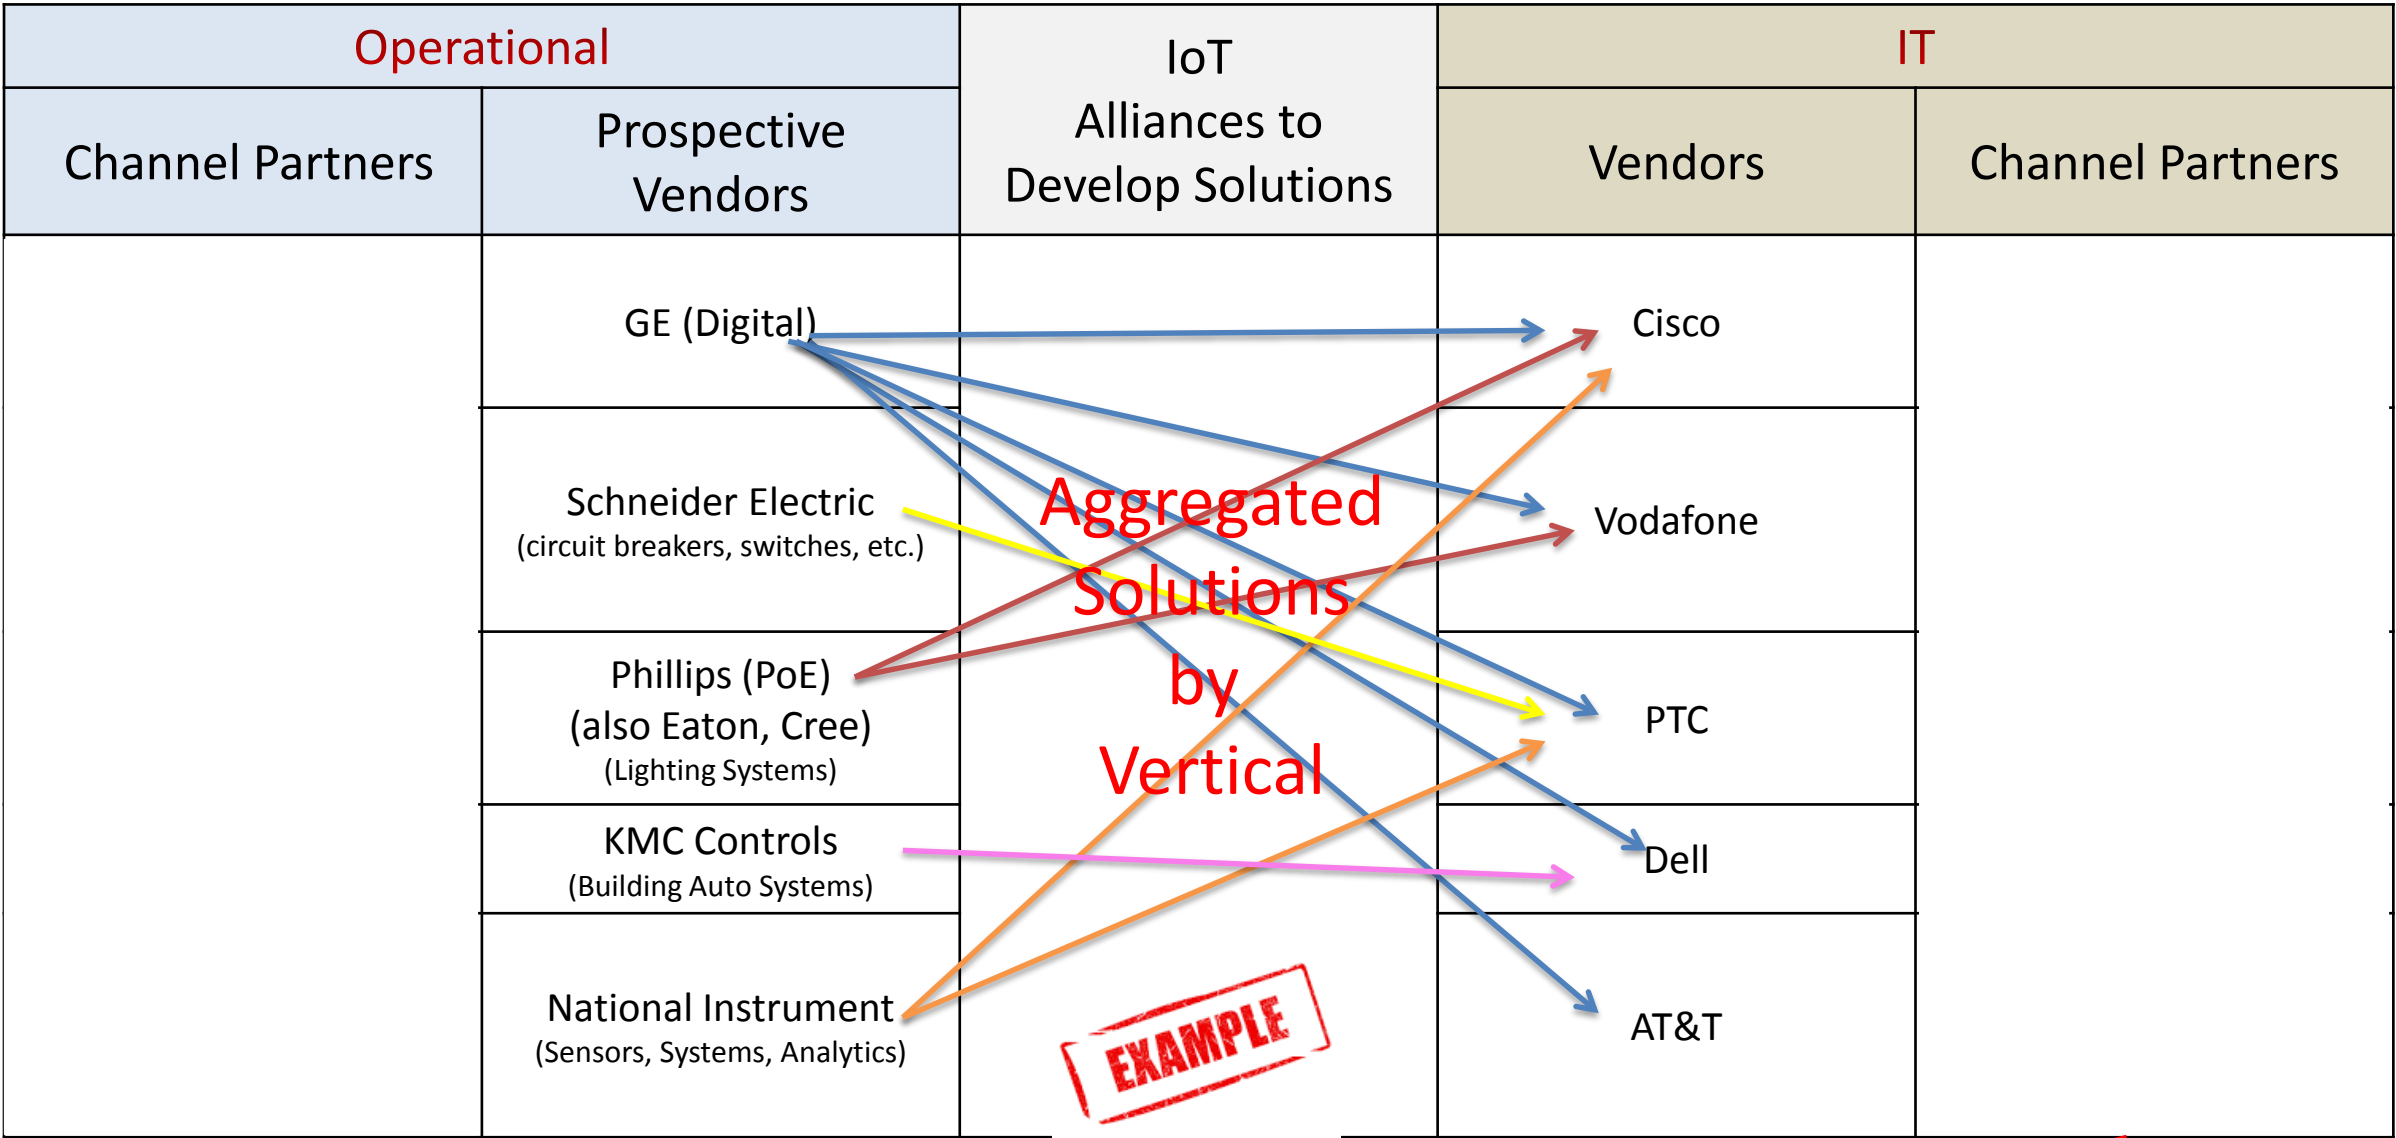 Operational
IoT
Alliances to
Develop Solutions
IT
Channel Partners
Prospective
Vendors
Vendors
Channel Partners
GE (Digital)
Cisco
Schneider Electric
(circuit breakers, switches, etc.)
Vodafone
Aggregated
Solutions
by
Vertical
Phillips (PoE)
(also Eaton, Cree)
(Lighting Systems)
PTC
KMC Controls
(Building Auto Systems)
Dell
National Instrument
(Sensors, Systems, Analytics)
AT&T
EXAMPLE